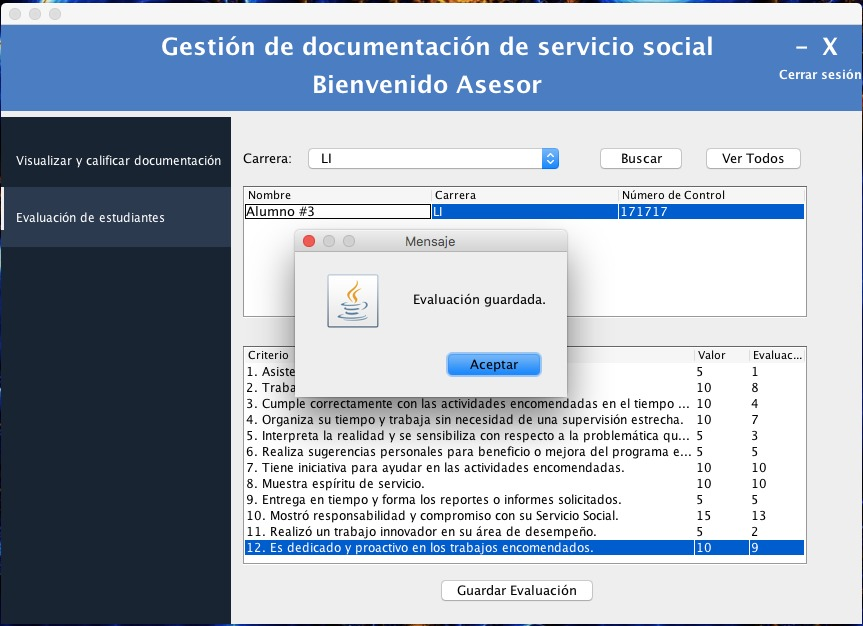 Gestión de documentación de servicio social
Bienvenido Asesor
– X
Cerrar sesión
Visualizar y calificar documentación
Evaluación de estudiantes
Carrera: LI Buscar Ver Todos
Nombre Carrera Número de Control
Alumno #3 LI 171717
Mensaje
Evaluación guardada.
Aceptar
Criterio Valor Evaluac...
1. Asiste 5 1
2. Traba 10 8
3. Cumple correctamente con las actividades encomendadas en el tiempo ... 10 4
4. Organiza su tiempo y trabaja sin necesidad de una supervisión estrecha. 10 7
5. Interpreta la realidad y se sensibiliza con respecto a la problemática qu... 5 3
6. Realiza sugerencias personales para beneficio o mejora del programa e... 5 5
7. Tiene iniciativa para ayudar en las actividades encomendadas. 10 10
8. Muestra espíritu de servicio. 10 10
9. Entrega en tiempo y forma los reportes o informes solicitados. 5 5
10. Mostró responsabilidad y compromiso con su Servicio Social. 15 13
11. Realizó un trabajo innovador en su área de desempeño. 5 2
12. Es dedicado y proactivo en los trabajos encomendados. 10 9
Guardar Evaluación